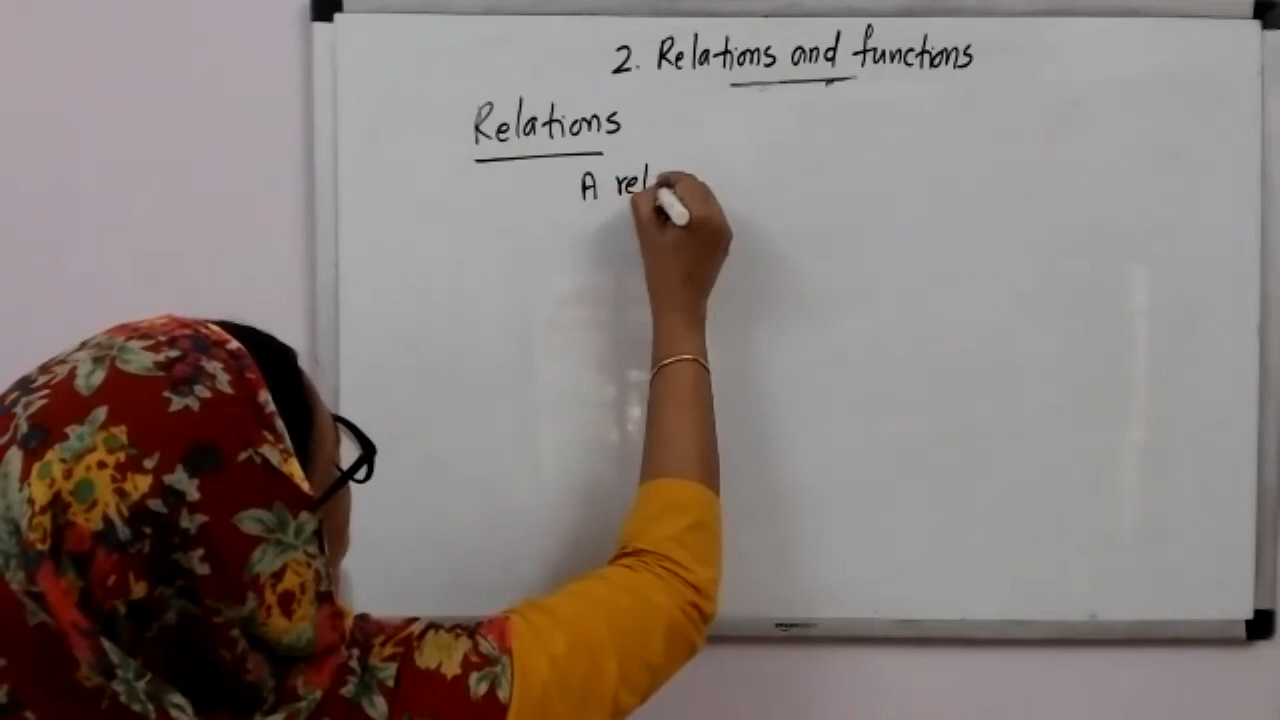 2. Relations and functions
Relations
A rel